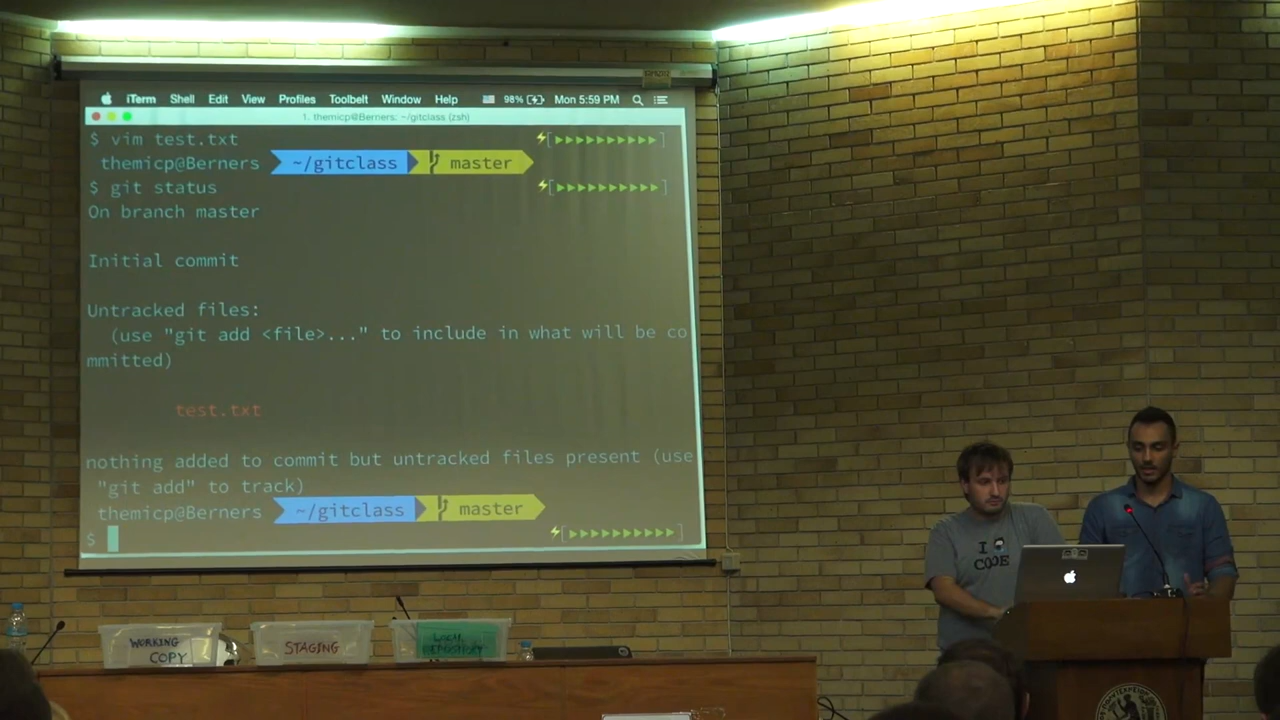 iTerm Shell Edit View Profiles Toolbelt Window Help 98% Mon 5:59 PM
1. themicp@Berners: ~/gitclass (zsh)
$ vim test.txt
themicp@Berners ~/gitclass master
$ git status
On branch master
Initial commit
Untracked files:
(use "git add <file>..." to include in what will be co
mmitted)
test.txt
nothing added to commit but untracked files present (use
"git add" to track)
themicp@Berners ~/gitclass master
$
I
CODE
WORKING
COPY
STAGING
LOCAL
REPOSITORY